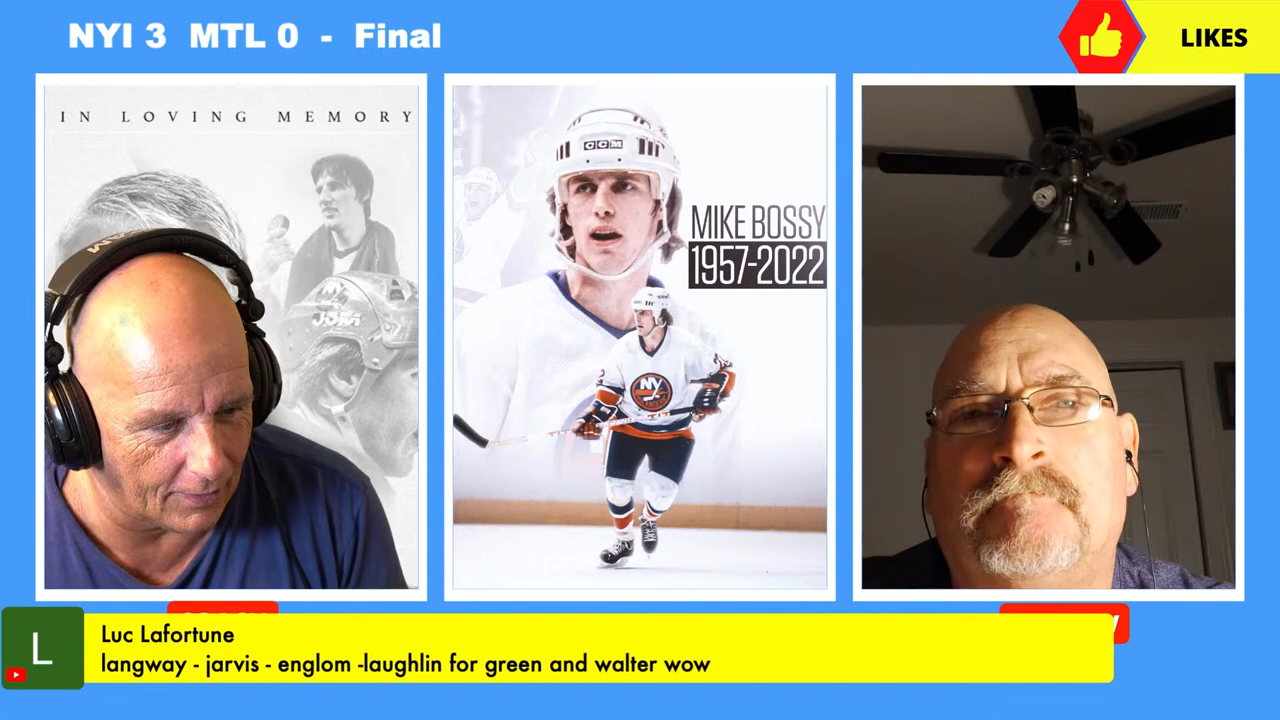 NYI 3 MTL 0 - Final
LIKES
IN LOVING MEMORY
CCM
MIKE BOSSY
1957-2022
NY
L
Luc Lafortune
langway - jarvis - englom -laughlin for green and walter wow